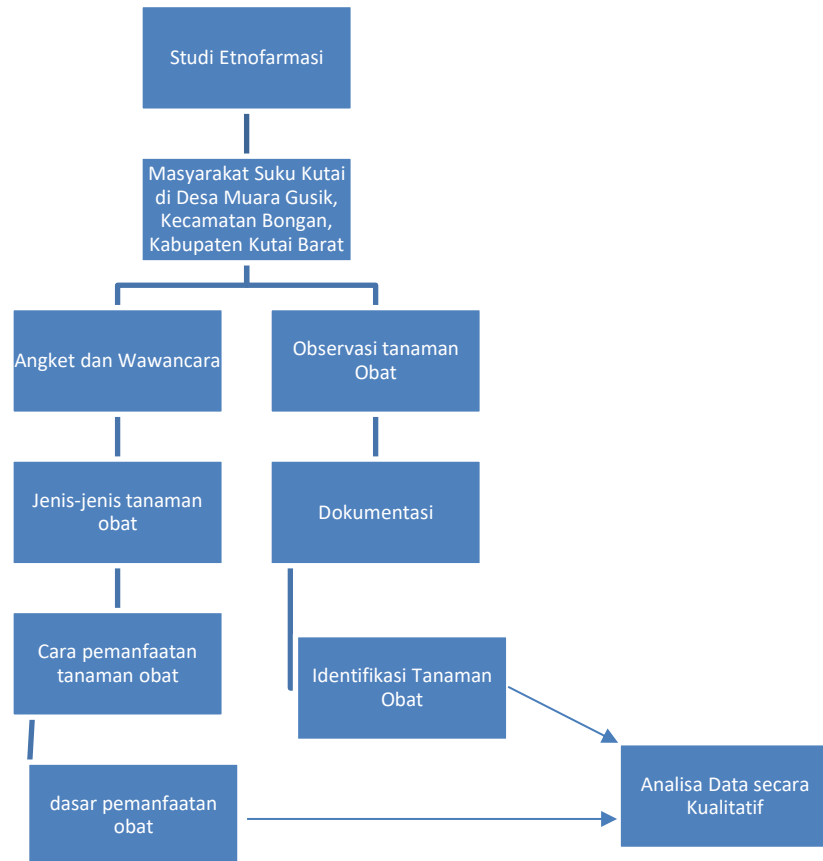 Studi Etnofarmasi
Masyarakat Suku Kutai
di Desa Muara Gusik,
Kecamatan Bongan,
Kabupaten Kutai Barat
Angket dan Wawancara
Observasi tanaman
Obat
Jenis-jenis tanaman
obat
Dokumentasi
Cara pemanfaatan
tanaman obat
Identifikasi Tanaman
Obat
dasar pemanfaatan
obat
Analisa Data secara
Kualitatif